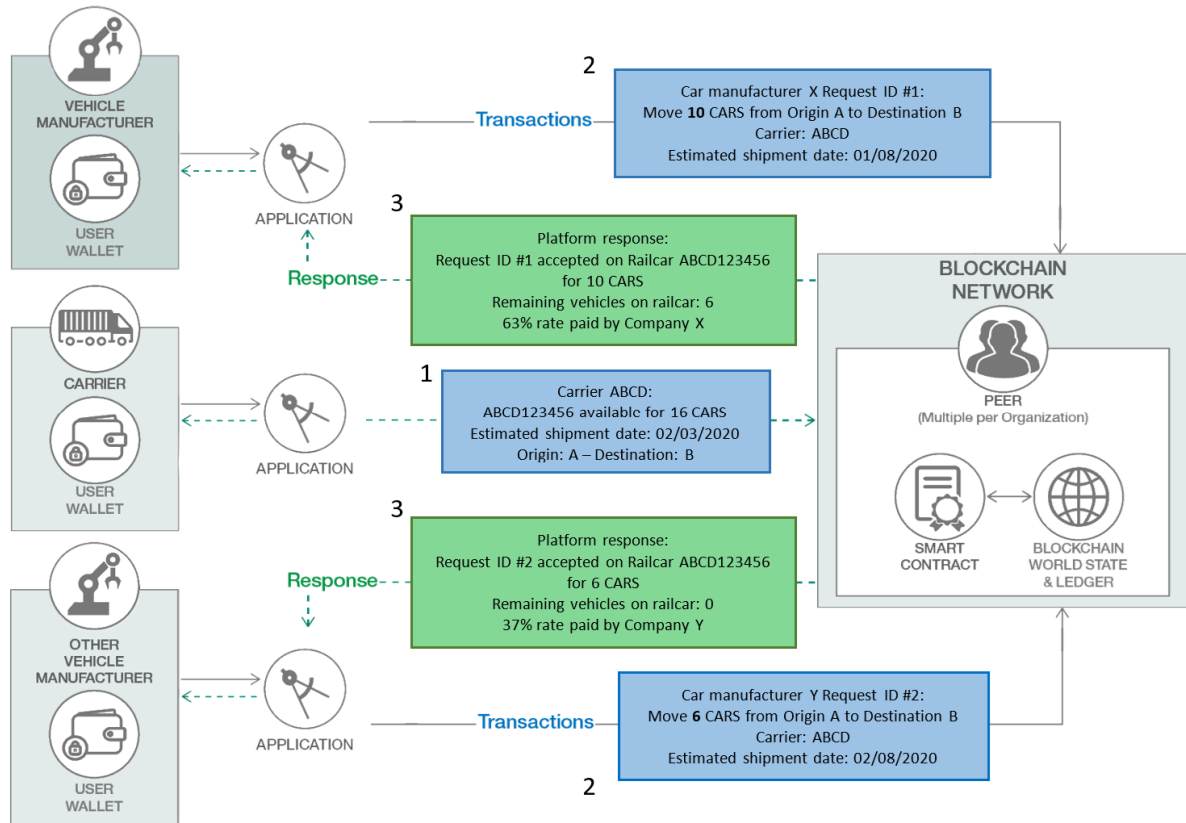 VEHICLE
MANUFACTURER
USER
WALLET
APPLICATION
2
Transactions
Car manufacturer X Request ID #1:
Move 10 CARS from Origin A to Destination B
Carrier: ABCD
Estimated shipment date: 01/08/2020
3
Response
Platform response:
Request ID #1 accepted on Railcar ABCD123456
for 10 CARS
Remaining vehicles on railcar: 6
63% rate paid by Company X
CARRIER
USER
WALLET
APPLICATION
1
Carrier ABCD:
ABCD123456 available for 16 CARS
Estimated shipment date: 02/03/2020
Origin: A – Destination: B
BLOCKCHAIN
NETWORK
PEER
(Multiple per Organization)
SMART
CONTRACT
BLOCKCHAIN
WORLD STATE
& LEDGER
3
Response
Platform response:
Request ID #2 accepted on Railcar ABCD123456
for 6 CARS
Remaining vehicles on railcar: 0
37% rate paid by Company Y
OTHER
VEHICLE
MANUFACTURER
USER
WALLET
APPLICATION
Transactions
Car manufacturer Y Request ID #2:
Move 6 CARS from Origin A to Destination B
Carrier: ABCD
Estimated shipment date: 02/08/2020
2